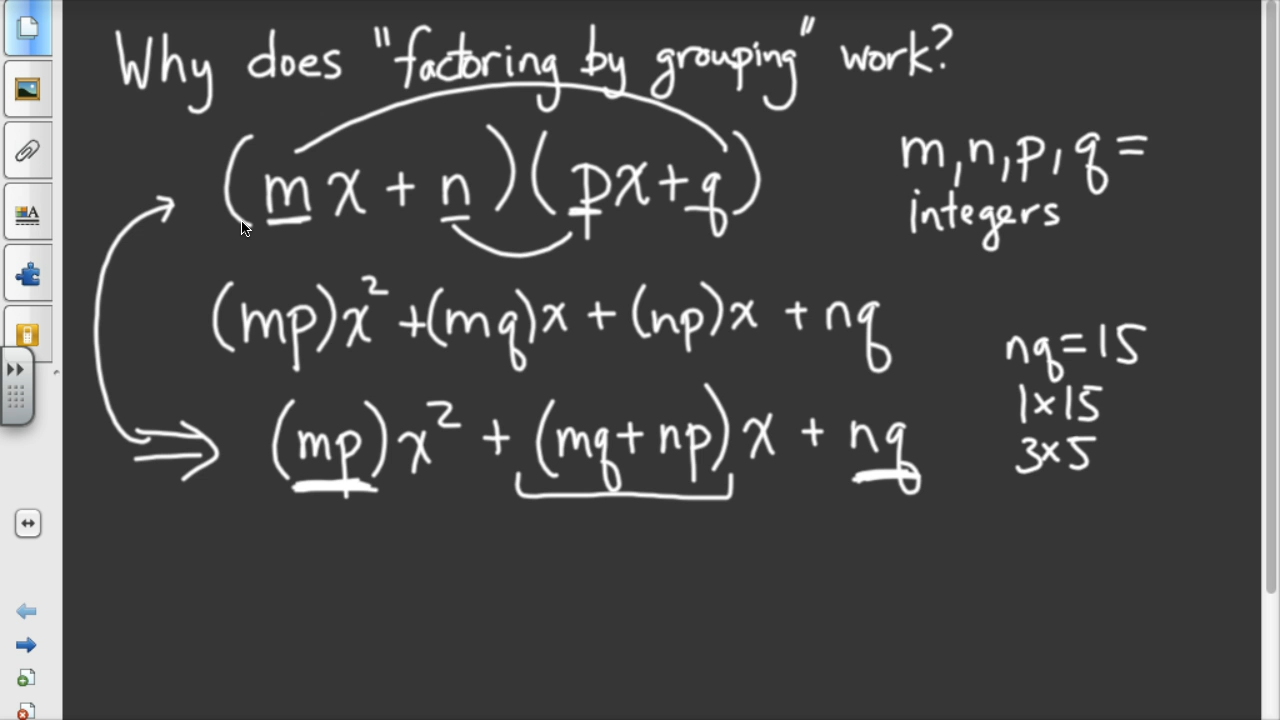 Why does "factoring by grouping" work?
(mx + n)(px + q)
m, n, p, q =
integers
(mp)x² + (mq)x + (np)x + nq
nq = 15
1 × 15
3 × 5
⇒ (mp)x² + (mq + np)x + nq